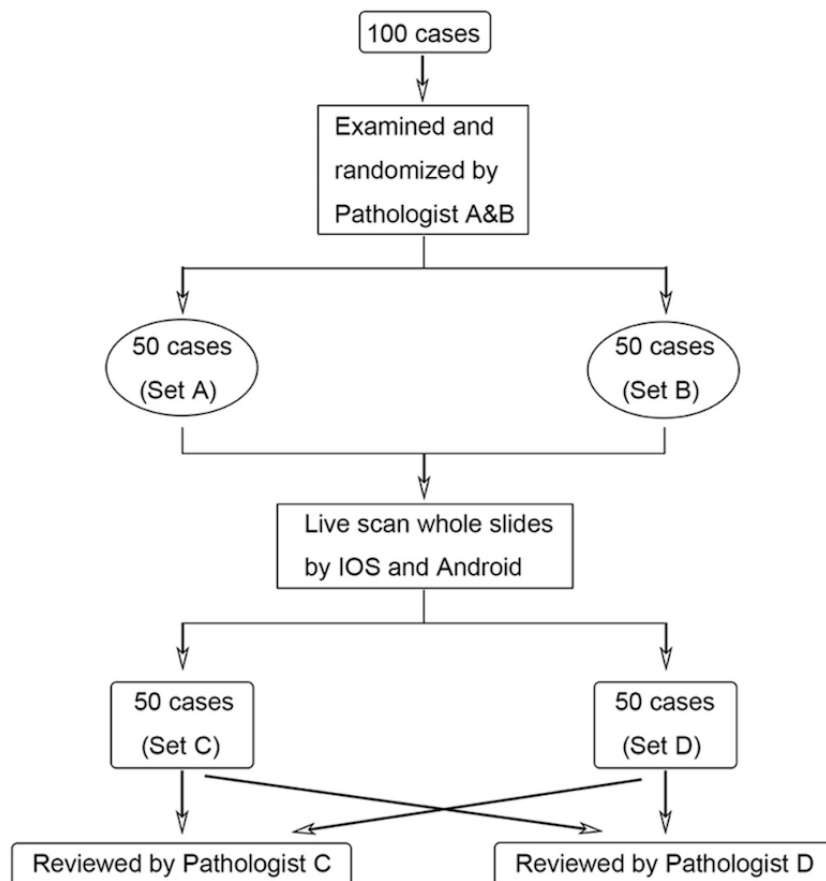 100 cases
Examined and
randomized by
Pathologist A&B
50 cases
(Set A)
50 cases
(Set B)
Live scan whole slides
by IOS and Android
50 cases
(Set C)
50 cases
(Set D)
Reviewed by Pathologist C
Reviewed by Pathologist D